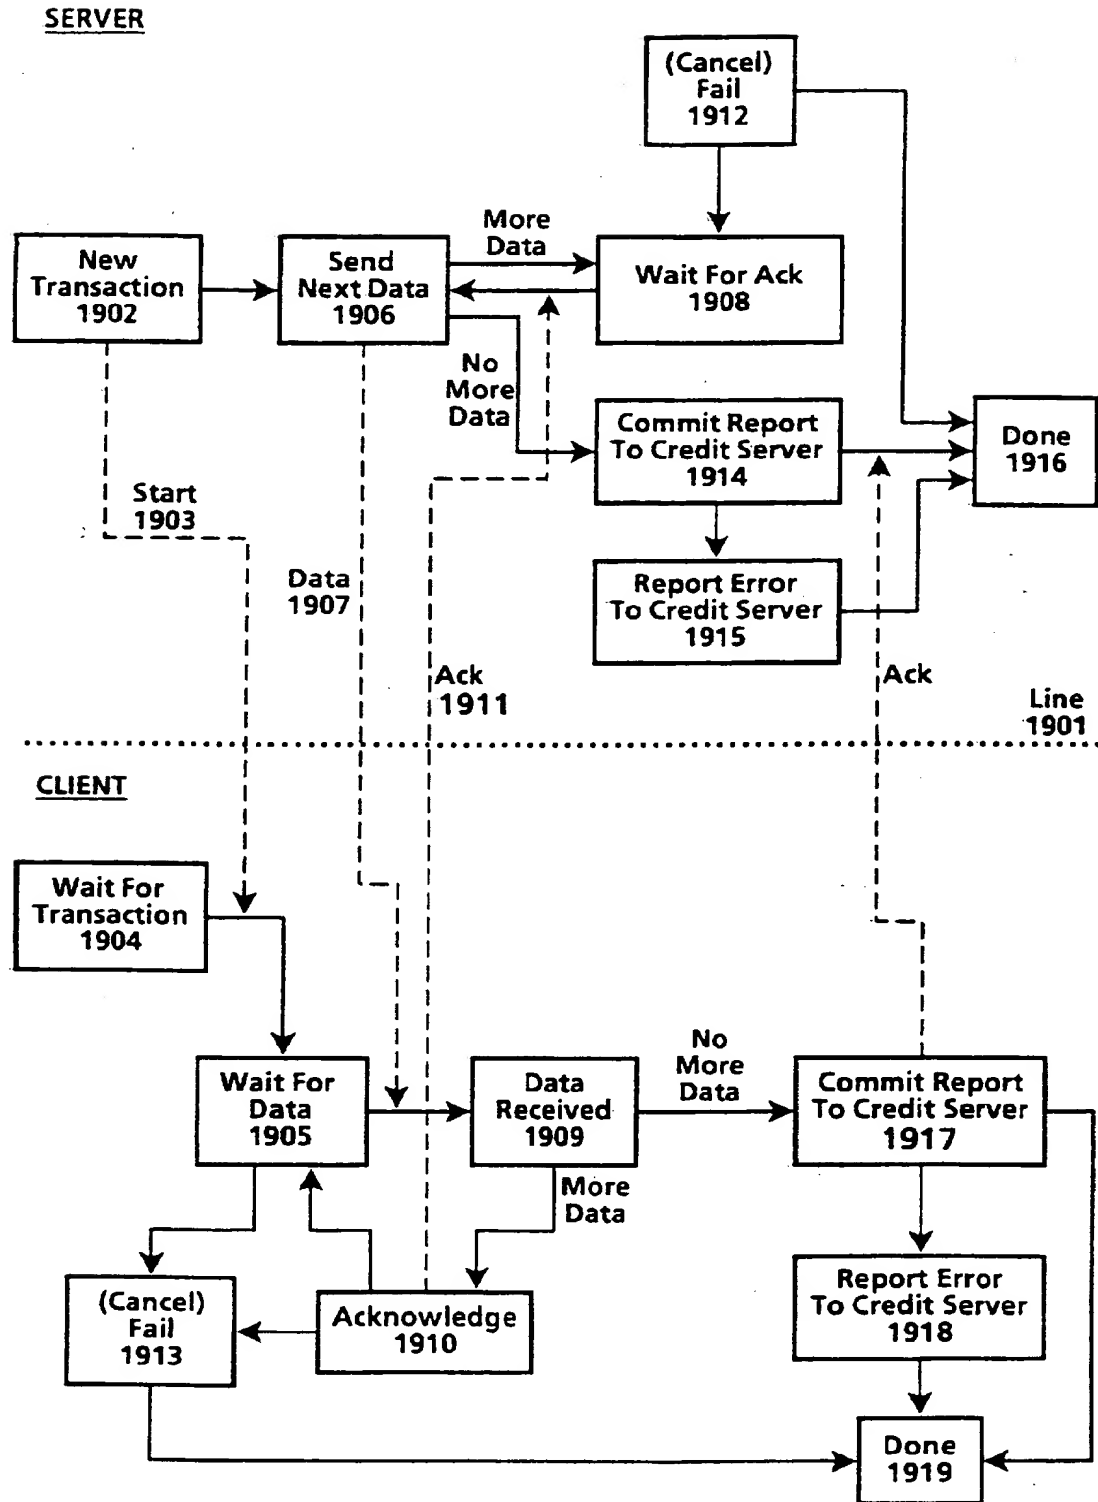 SERVER
(Cancel)
Fail
1912
New
Transaction
1902
Send
Next Data
1906
More
Data
Wait For Ack
1908
No
More
Data
Commit Report
To Credit Server
1914
Done
1916
Start
1903
Data
1907
Report Error
To Credit Server
1915
Ack
1911
Ack
Line
1901
CLIENT
Wait For
Transaction
1904
Wait For
Data
1905
Data
Received
1909
No
More
Data
Commit Report
To Credit Server
1917
More
Data
(Cancel)
Fail
1913
Acknowledge
1910
Report Error
To Credit Server
1918
Done
1919